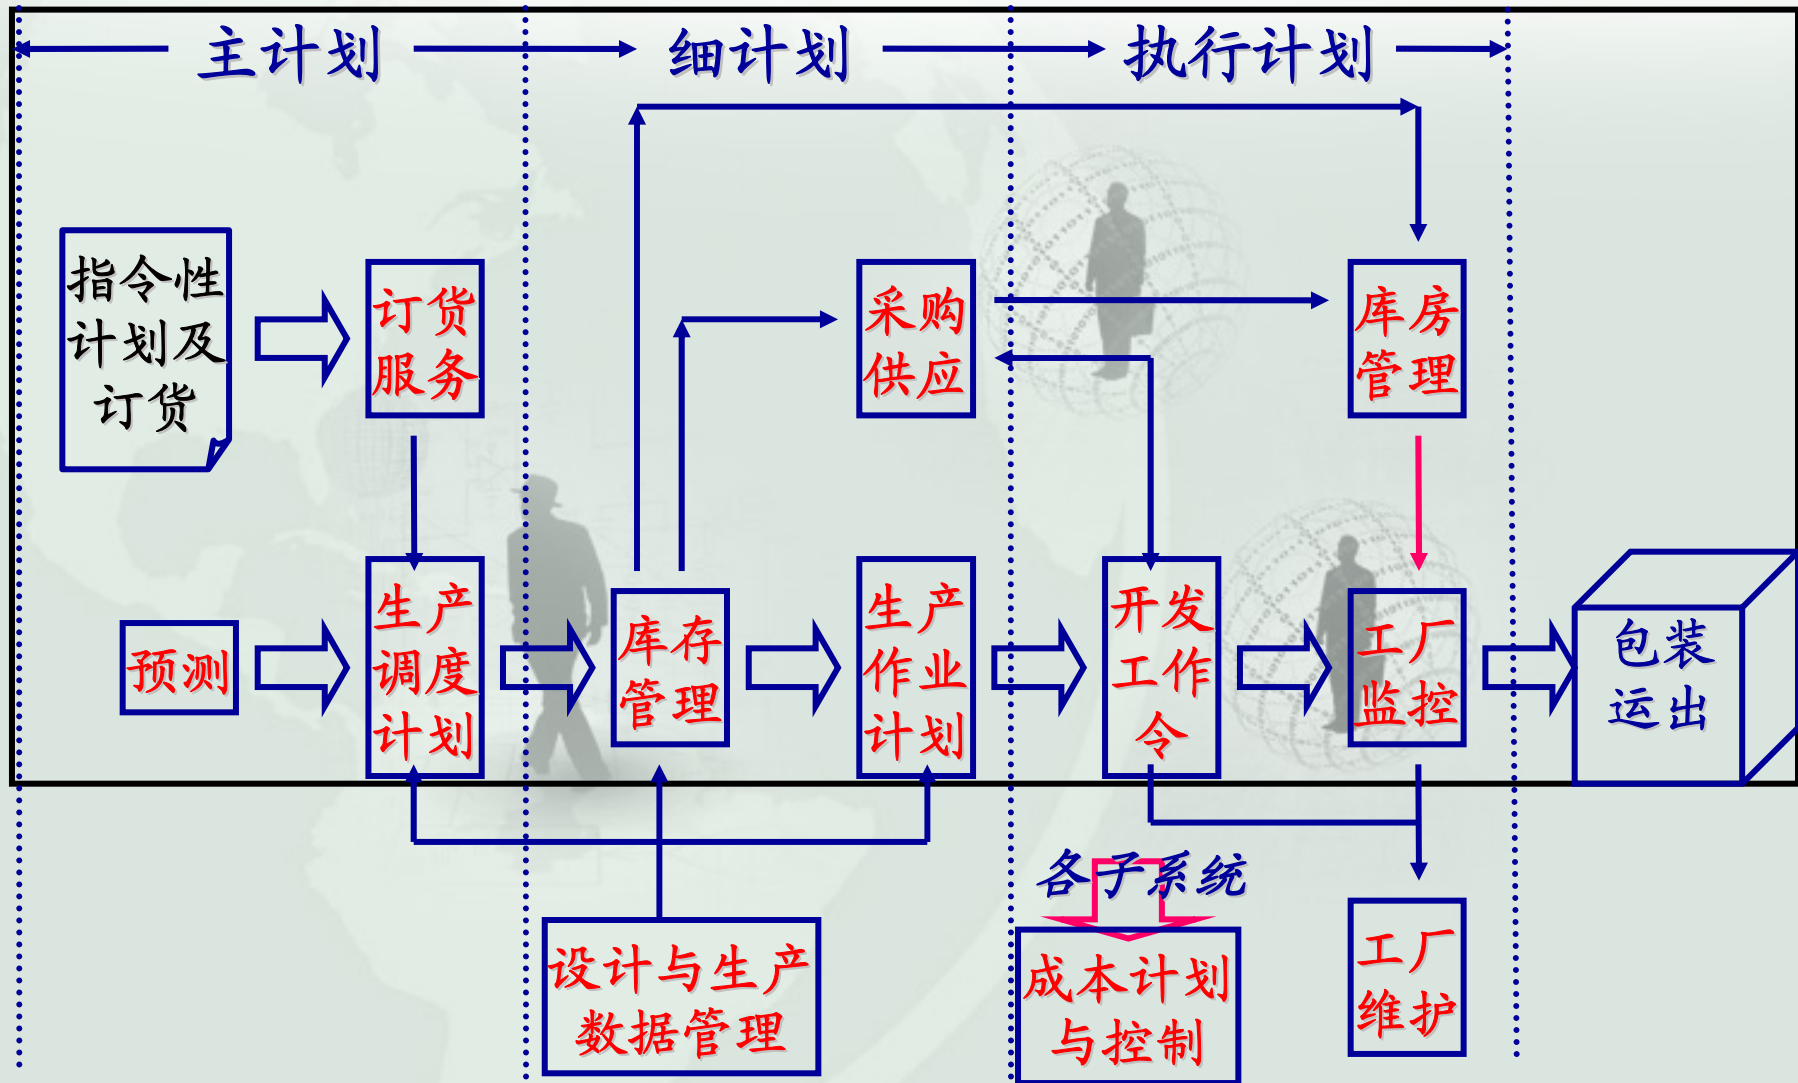 主计划
细计划
执行计划
指令性
计划及
订货
订货
服务
采购
供应
库房
管理
预测
生产
调度
计划
库存
管理
生产
作业
计划
开发
工作
令
工厂
监控
包装
运出
各子系统
设计与生产
数据管理
成本计划
与控制
工厂
维护